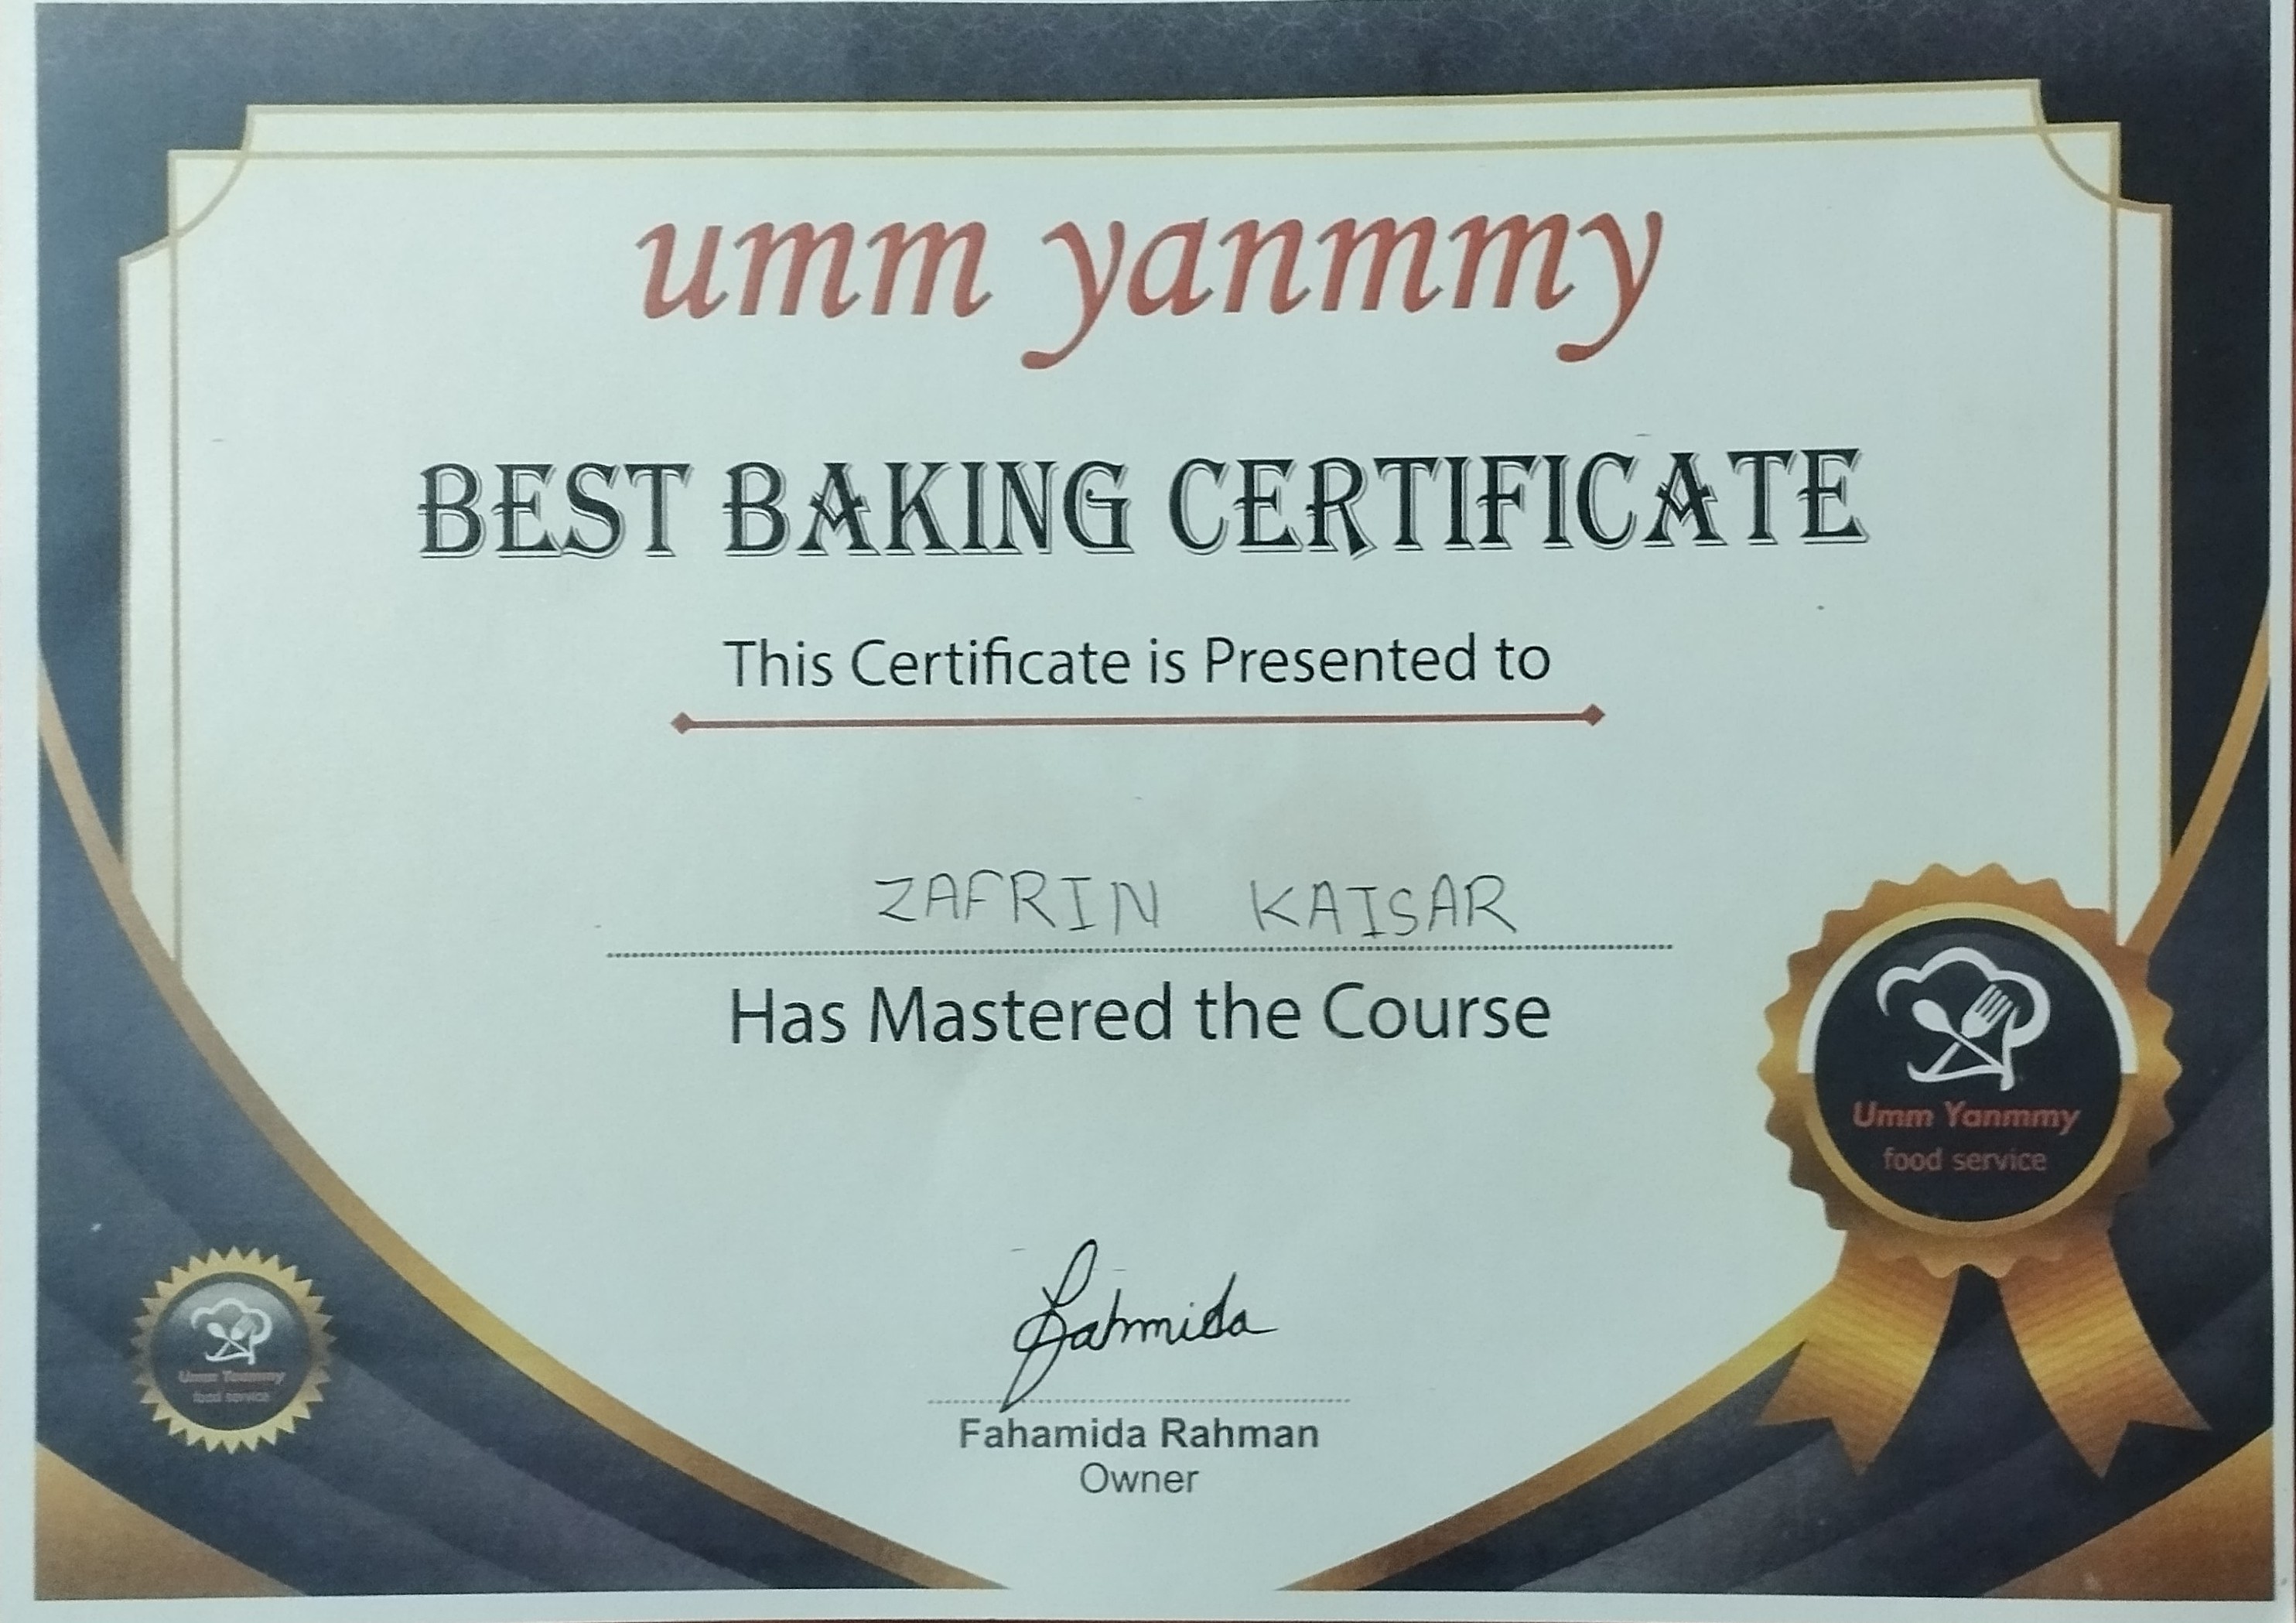 umm yanmmy
BEST BAKING CERTIFICATE
This Certificate is Presented to
ZAFRIN KAISAR
Has Mastered the Course
Umm Yanmmy
food service
Fahmida
Fahamida Rahman
Owner
Umm Yanmmy
food service